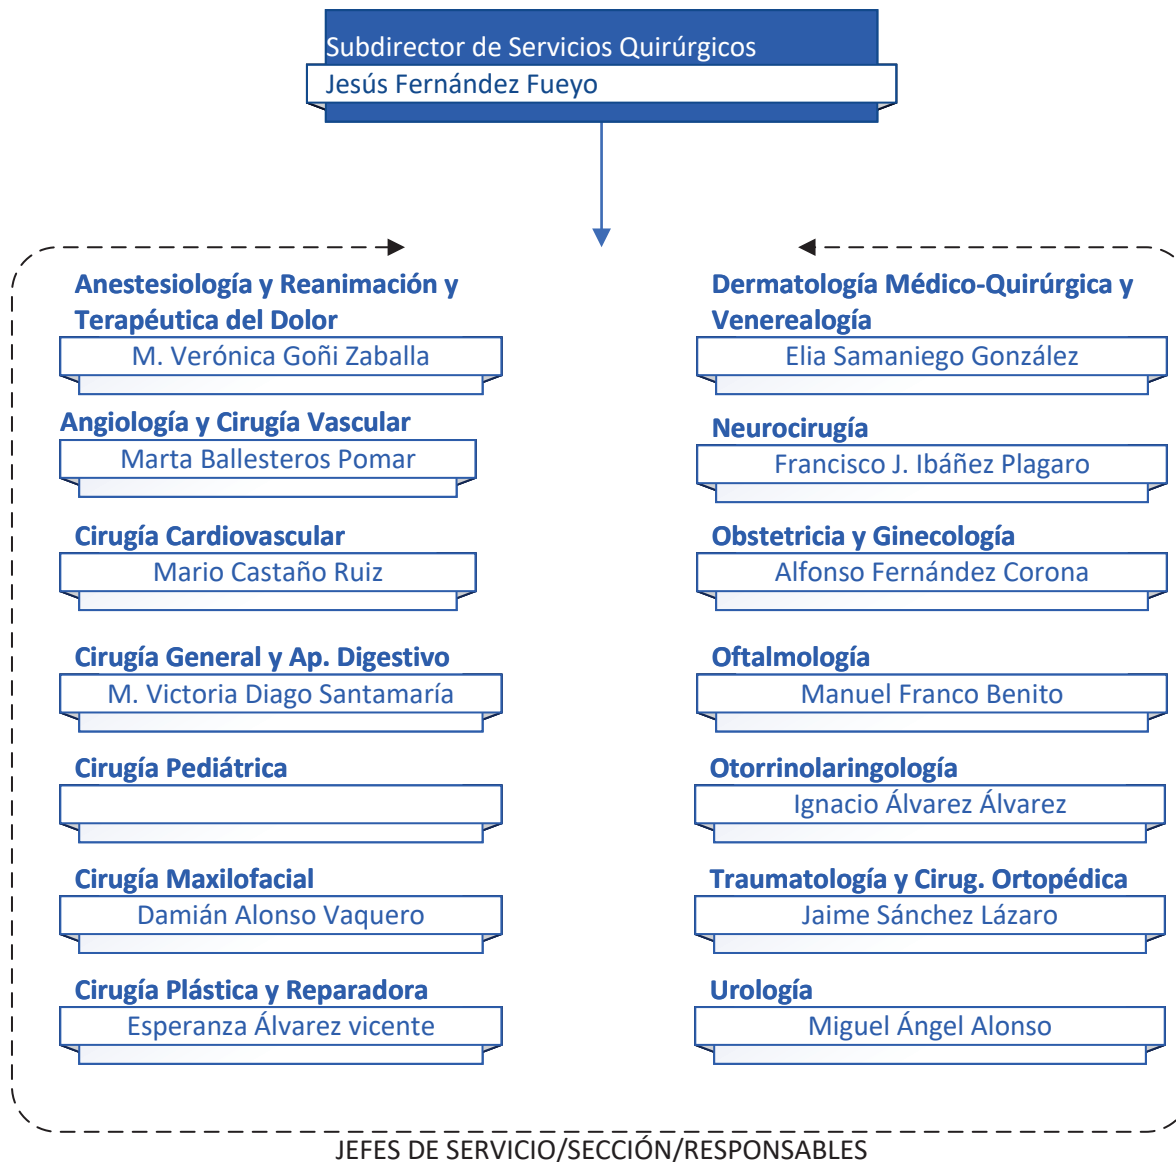 Subdirector de Servicios Quirúrgicos
Jesús Fernández Fueyo
Anestesiología y Reanimación y
Terapéutica del Dolor
M. Verónica Goñi Zaballa
Angiología y Cirugía Vascular
Marta Ballesteros Pomar
Cirugía Cardiovascular
Mario Castaño Ruiz
Cirugía General y Ap. Digestivo
M. Victoria Diago Santamaría
Cirugía Pediátrica
Cirugía Maxilofacial
Damián Alonso Vaquero
Cirugía Plástica y Reparadora
Esperanza Álvarez vicente
Dermatología Médico-Quirúrgica y
Venerealogía
Elia Samaniego González
Neurocirugía
Francisco J. Ibáñez Plagaro
Obstetricia y Ginecología
Alfonso Fernández Corona
Oftalmología
Manuel Franco Benito
Otorrinolaringología
Ignacio Álvarez Álvarez
Traumatología y Cirug. Ortopédica
Jaime Sánchez Lázaro
Urología
Miguel Ángel Alonso
JEFES DE SERVICIO/SECCIÓN/RESPONSABLES